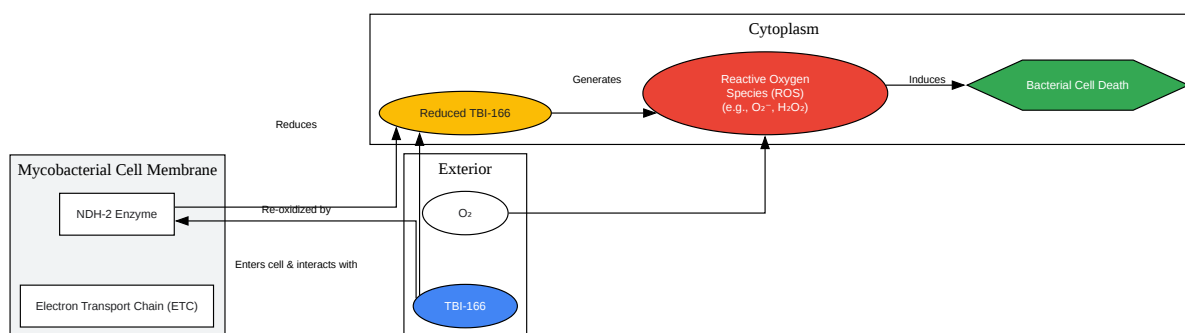 Cytoplasm
Generates
Reactive Oxygen
Species (ROS)
(e.g., O₂⁻, H₂O₂)
Induces
Bacterial Cell Death
Reduced TBI-166
Reduces
Mycobacterial Cell Membrane
Exterior
NDH-2 Enzyme
Re-oxidized by
O₂
Enters cell & interacts with
Electron Transport Chain (ETC)
TBI-166